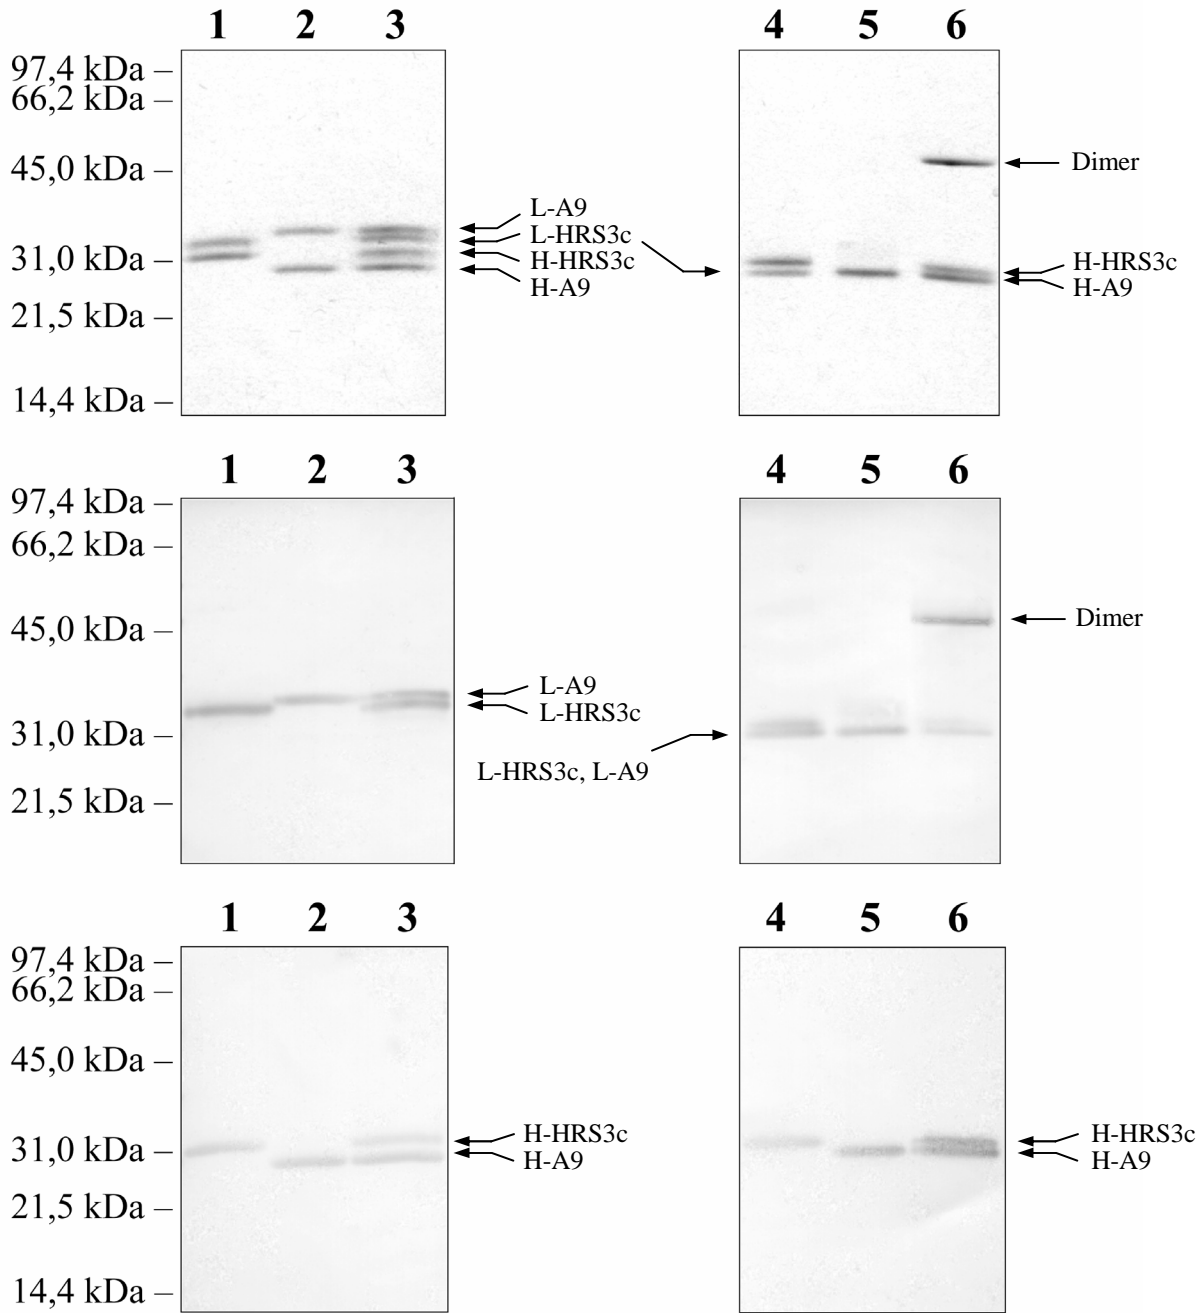 1 2 3
97,4 kDa –
66,2 kDa –
45,0 kDa –
31,0 kDa –
21,5 kDa –
14,4 kDa –
L-A9
L-HRS3c
H-HRS3c
H-A9
4 5 6
Dimer
H-HRS3c
H-A9
1 2 3
97,4 kDa –
66,2 kDa –
45,0 kDa –
31,0 kDa –
21,5 kDa –
L-A9
L-HRS3c
L-HRS3c, L-A9
4 5 6
Dimer
1 2 3
97,4 kDa –
66,2 kDa –
45,0 kDa –
31,0 kDa –
21,5 kDa –
14,4 kDa –
H-HRS3c
H-A9
4 5 6
H-HRS3c
H-A9